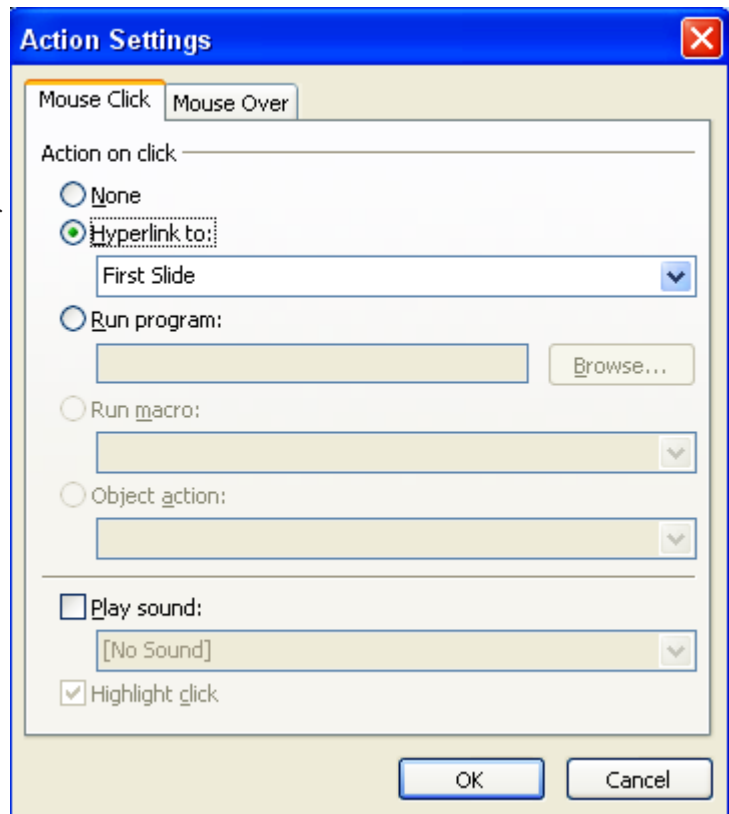 Action Settings
Mouse Click Mouse Over
Action on click
None
Hyperlink to:
First Slide
Run program:
Browse...
Run macro:
Object action:
Play sound:
[No Sound]
Highlight click
OK Cancel